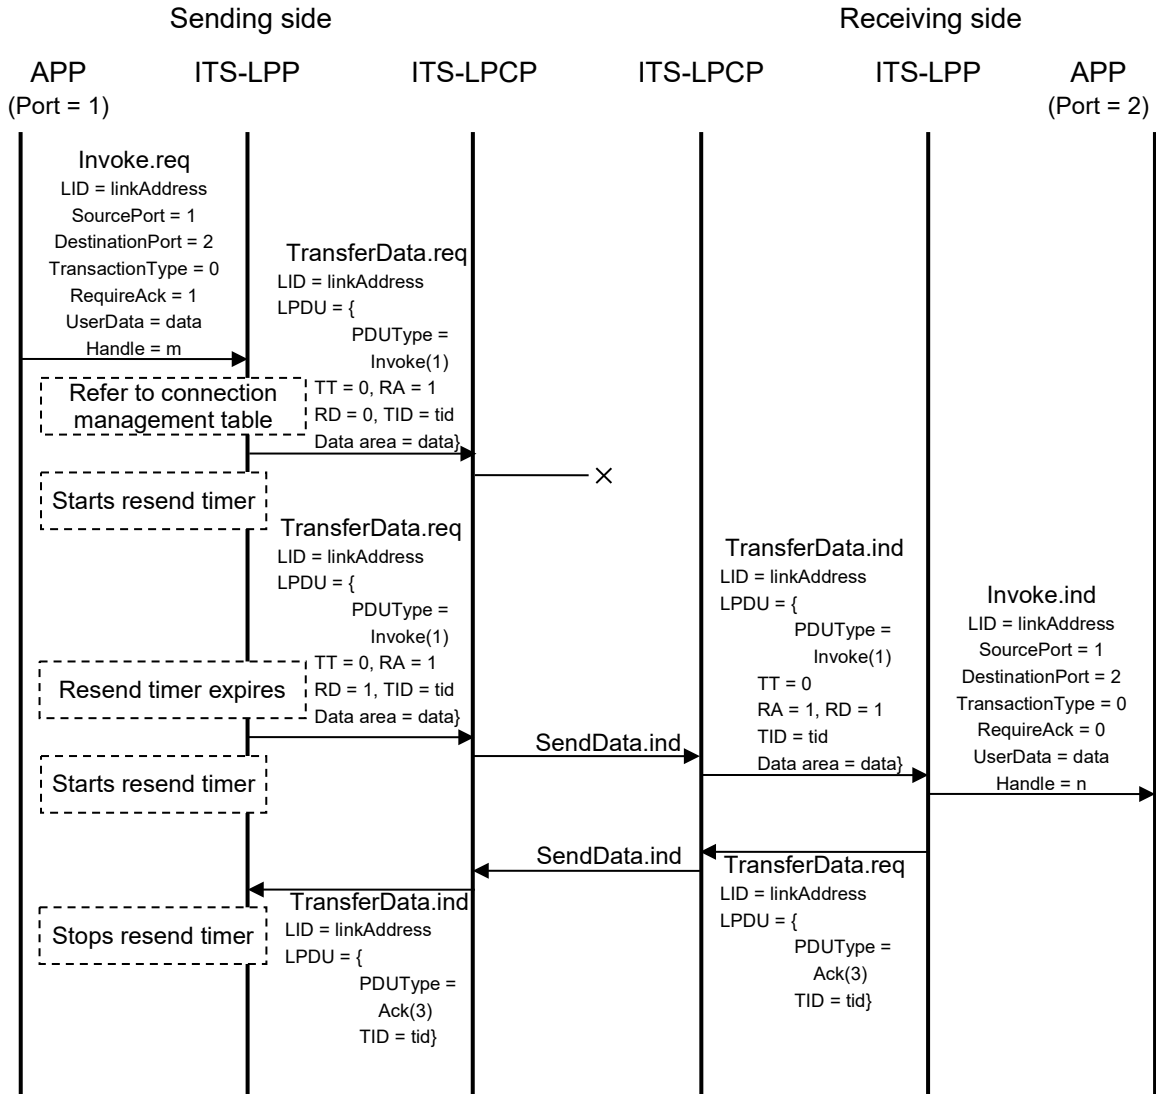 Sending side
Receiving side
APP
ITS-LPP
ITS-LPCP
ITS-LPCP
ITS-LPP
APP
(Port = 1)
(Port = 2)
Invoke.req
LID = linkAddress
SourcePort = 1
DestinationPort = 2
TransactionType = 0
RequireAck = 1
UserData = data
Handle = m
TransferData.req
LID = linkAddress
LPDU = {
PDUType =
Invoke(1)
TT = 0, RA = 1
RD = 0, TID = tid
Data area = data}
Refer to connection
management table
Starts resend timer
TransferData.req
LID = linkAddress
LPDU = {
PDUType =
Invoke(1)
TT = 0, RA = 1
RD = 1, TID = tid
Data area = data}
Resend timer expires
Starts resend timer
SendData.ind
TransferData.ind
LID = linkAddress
LPDU = {
PDUType =
Invoke(1)
TT = 0
RA = 1, RD = 1
TID = tid
Data area = data}
Invoke.ind
LID = linkAddress
SourcePort = 1
DestinationPort = 2
TransactionType = 0
RequireAck = 0
UserData = data
Handle = n
SendData.ind
TransferData.req
LID = linkAddress
LPDU = {
PDUType =
Ack(3)
TID = tid}
TransferData.ind
LID = linkAddress
LPDU = {
PDUType =
Ack(3)
TID = tid}
Stops resend timer